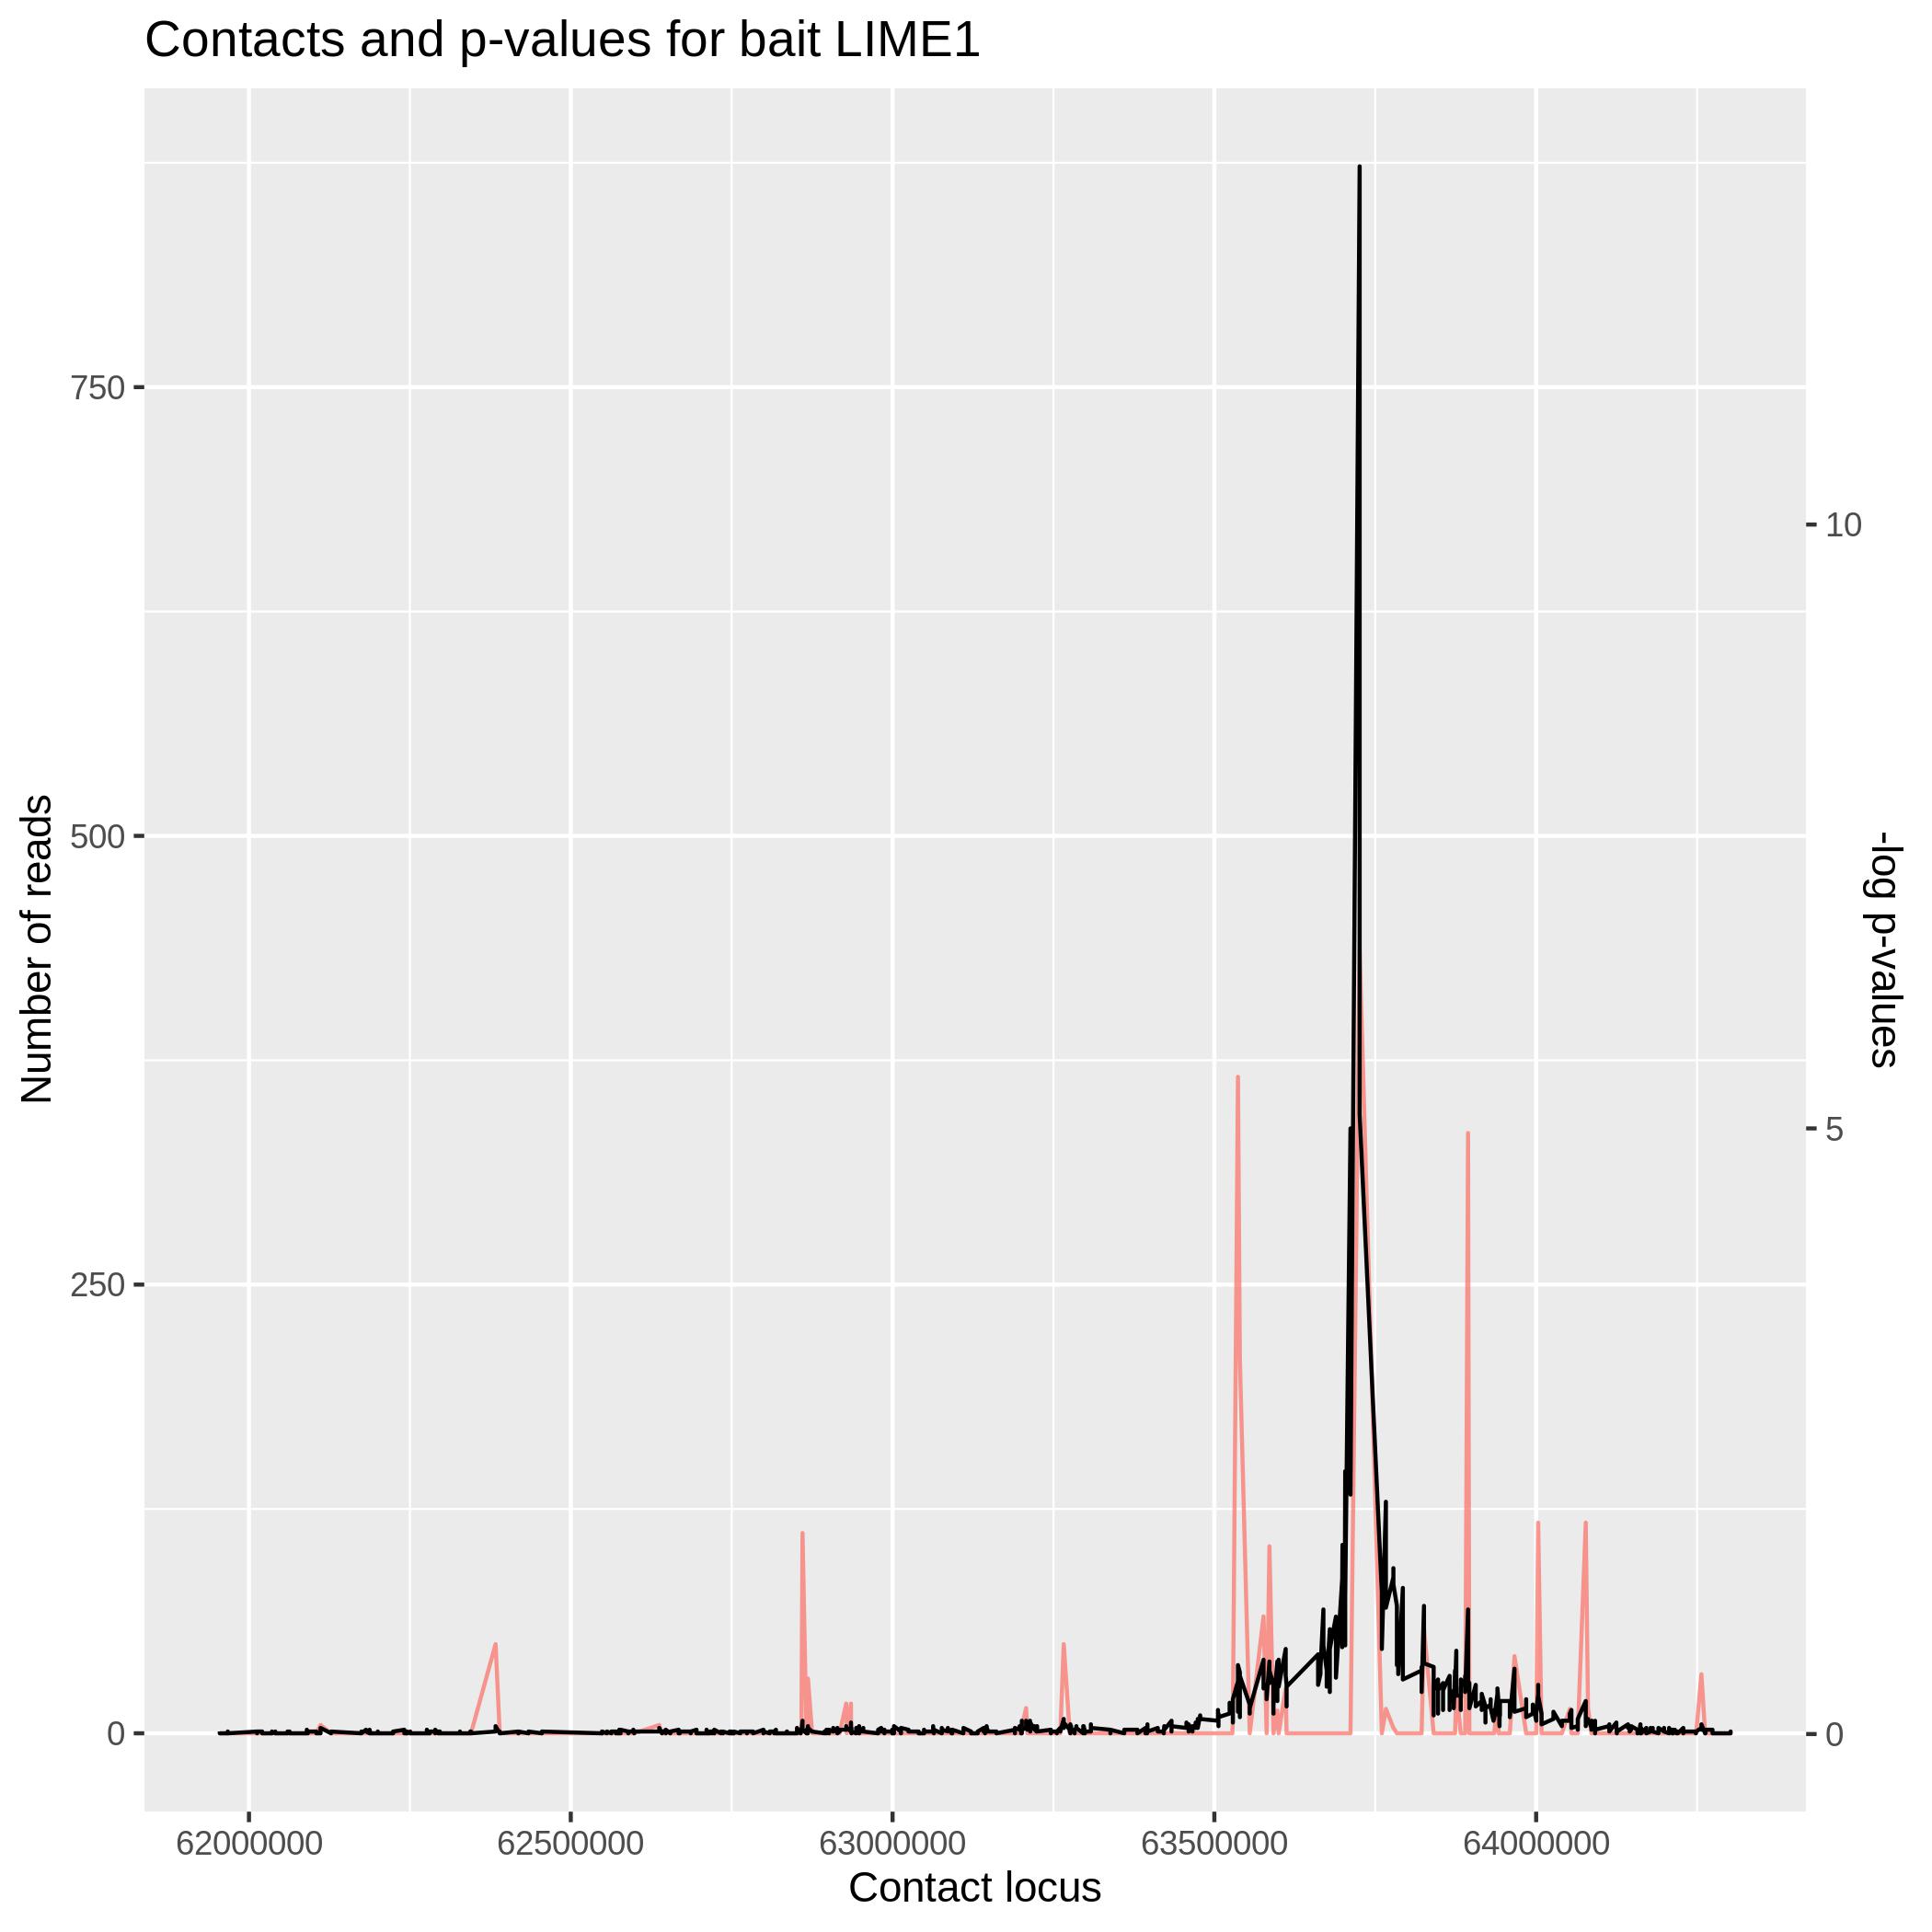 Contacts and p-values for bait LIME1
Number of reads
750
500
250
0
10
5
0
-log p-values
62000000 62500000 63000000 63500000 64000000
Contact locus